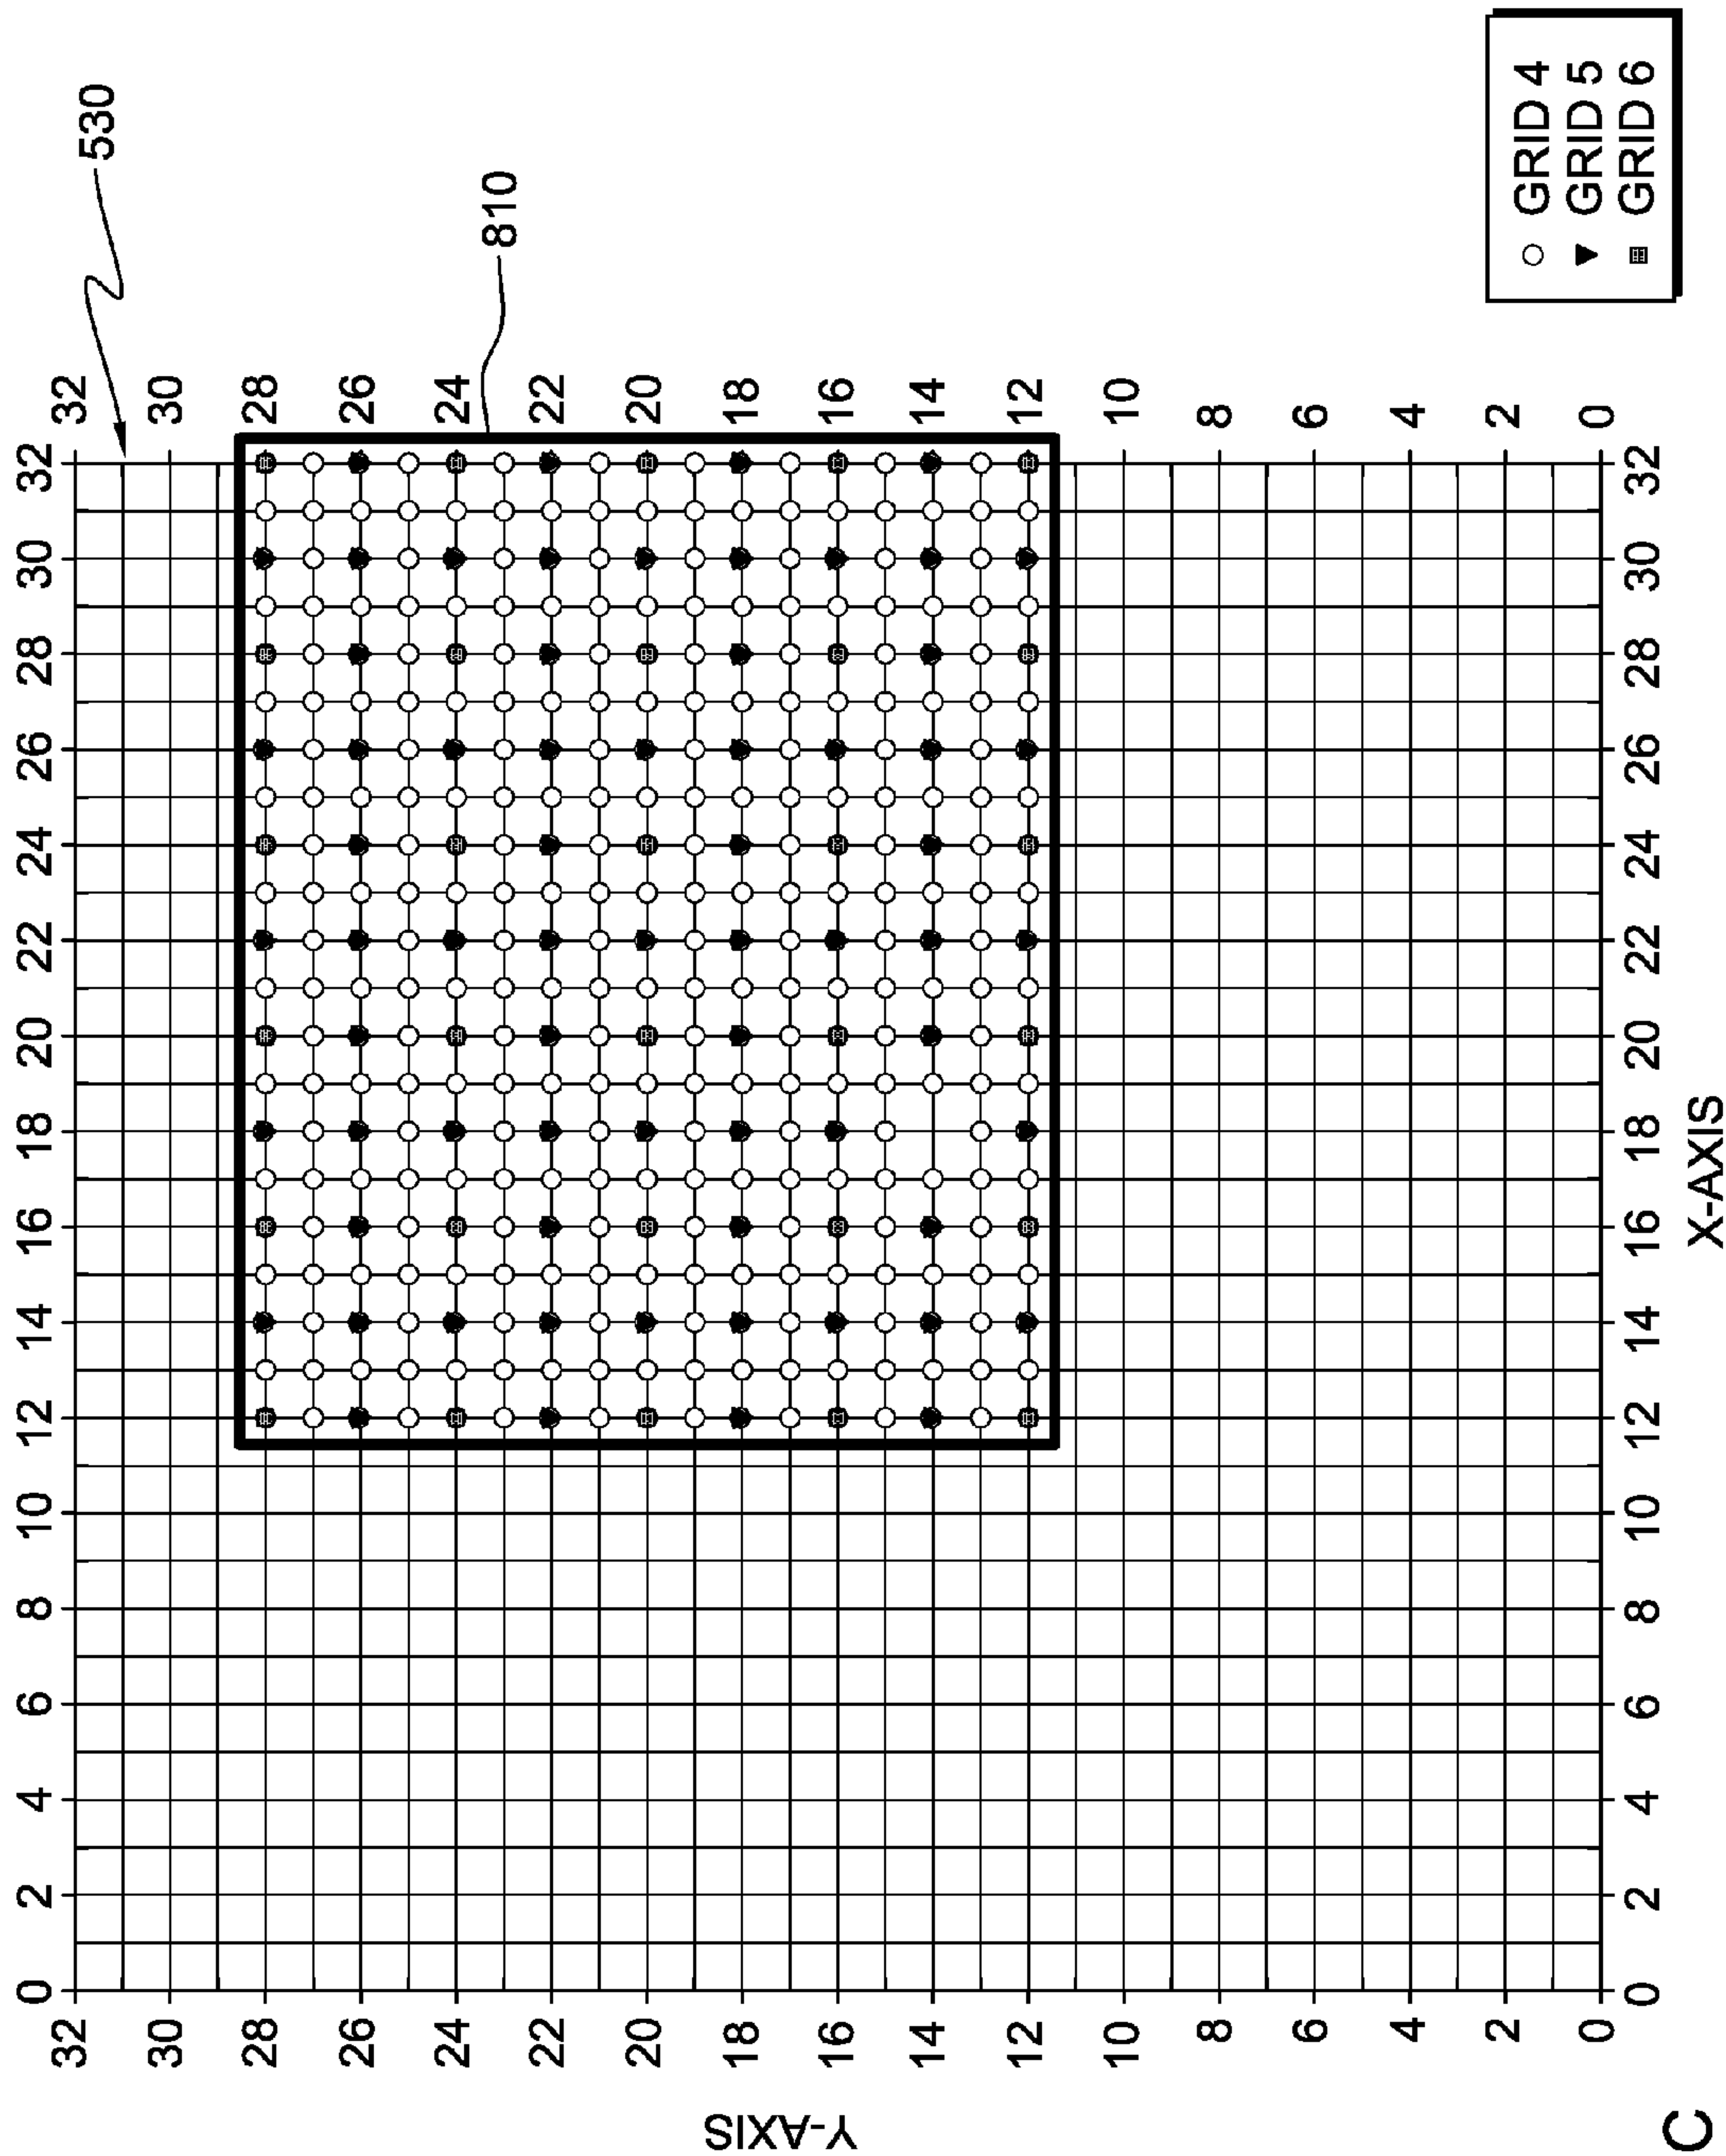 0 2 4 6 8 10 12 14 16 18 20 22 24 26 28 30 32
530
32 32
30 30
28 28
26 26
24 24
810
22 22
20 20
18 18
Y-AXIS
16 16
14 14
12 12
10 10
8 8
6 6
4 4
2 2
0 0
0 2 4 6 8 10 12 14 16 18 20 22 24 26 28 30 32
X-AXIS
GRID 4
GRID 5
GRID 6
C